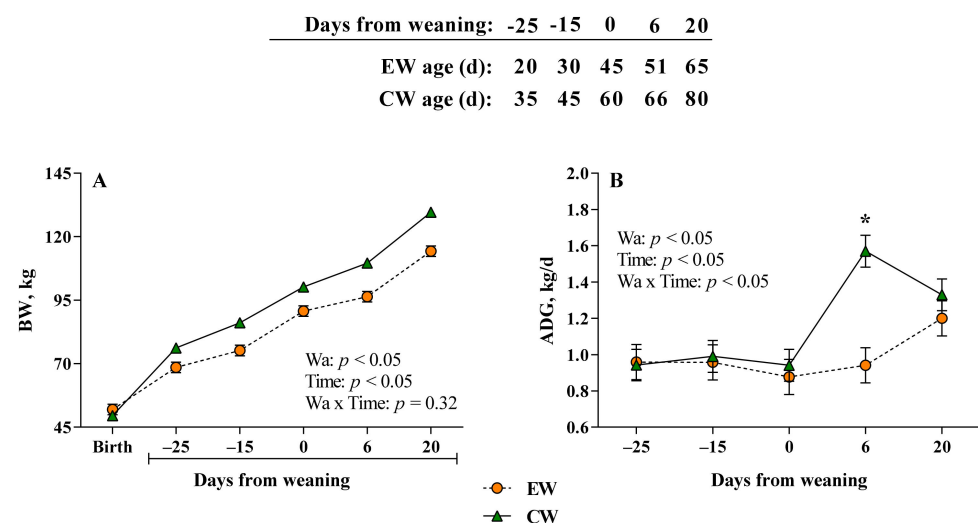 Days from weaning: -25 -15 0 6 20
EW age (d): 20 30 45 51 65
CW age (d): 35 45 60 66 80
A
145
120
95
70
45
BW, kg
Wa: p < 0.05
Time: p < 0.05
Wa x Time: p = 0.32
Birth –25 –15 0 6 20
Days from weaning
B
2.0
1.8
1.6
1.4
1.2
1.0
0.8
0.6
ADG, kg/d
*
Wa: p < 0.05
Time: p < 0.05
Wa x Time: p < 0.05
–25 –15 0 6 20
Days from weaning
EW
CW